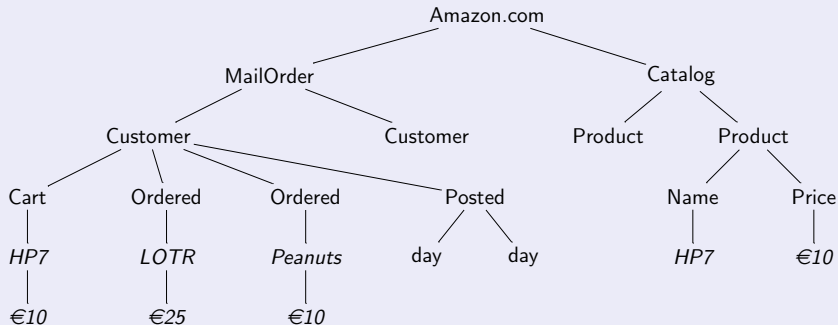 Amazon.com
MailOrder Catalog
Customer Customer Product Product
Cart Ordered Ordered Posted Name Price
HP7 LOTR Peanuts day day HP7 €10
€10 €25 €10